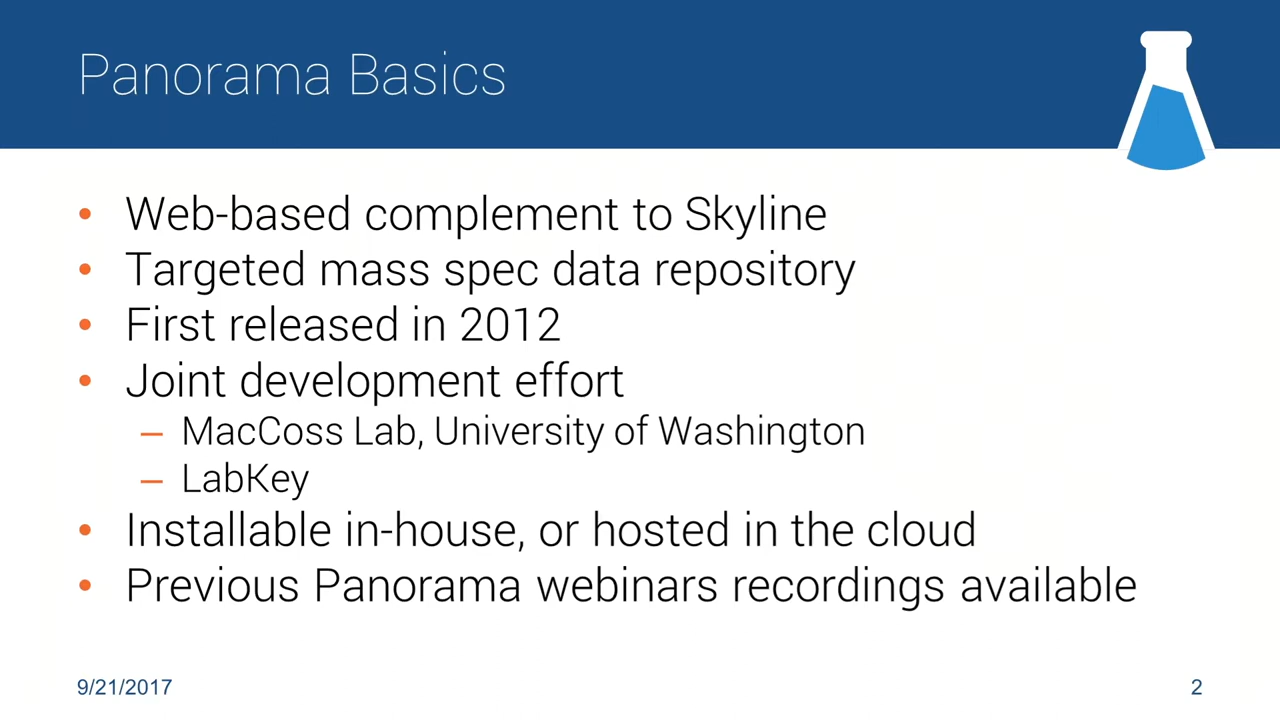 Panorama Basics
• Web-based complement to Skyline
• Targeted mass spec data repository
• First released in 2012
• Joint development effort
– MacCoss Lab, University of Washington
– LabKey
• Installable in-house, or hosted in the cloud
• Previous Panorama webinars recordings available
9/21/2017
2